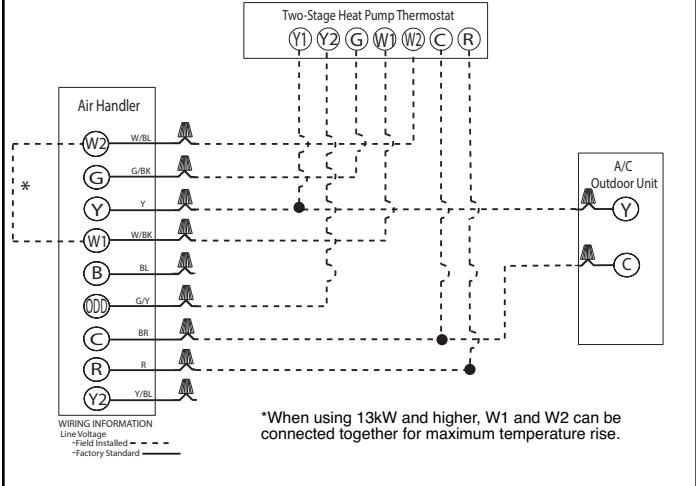 Two-Stage Heat Pump Thermostat
Y1 Y2 G W1 W2 C R
Air Handler
W2 W/BL
G G/BK
Y Y
W1 W/BK
B BL
ODD G/Y
C BR
R R
Y2 Y/BL
*
A/C
Outdoor Unit
Y
C
WIRING INFORMATION
Line Voltage
-Field Installed
-Factory Standard
*When using 13kW and higher, W1 and W2 can be
connected together for maximum temperature rise.